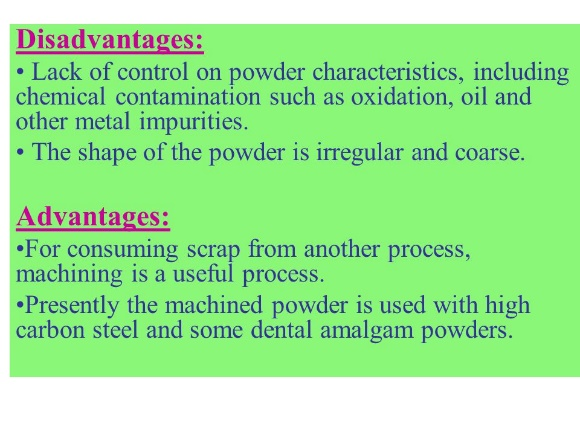 Disadvantages:
• Lack of control on powder characteristics, including
chemical contamination such as oxidation, oil and
other metal impurities.
• The shape of the powder is irregular and coarse.
Advantages:
•For consuming scrap from another process,
machining is a useful process.
•Presently the machined powder is used with high
carbon steel and some dental amalgam powders.